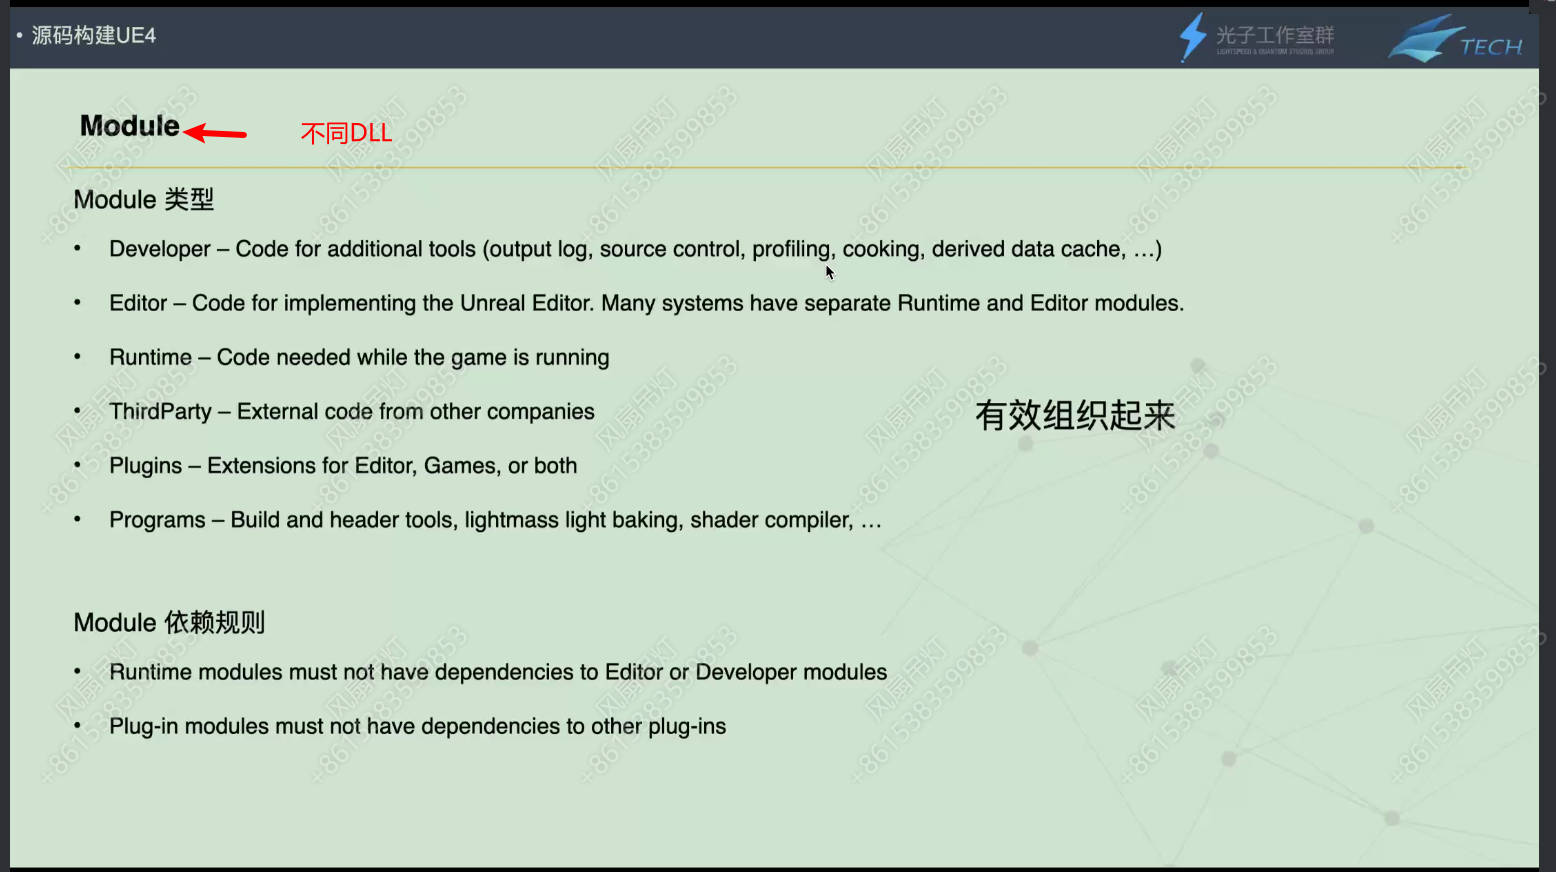 • 源码构建UE4
光子工作室群
LIGHTSPEED & QUANTUM STUDIOS GROUP
TECH
Module
不同DLL
Module 类型
• Developer – Code for additional tools (output log, source control, profiling, cooking, derived data cache, …)
• Editor – Code for implementing the Unreal Editor. Many systems have separate Runtime and Editor modules.
• Runtime – Code needed while the game is running
• ThirdParty – External code from other companies
有效组织起来
• Plugins – Extensions for Editor, Games, or both
• Programs – Build and header tools, lightmass light baking, shader compiler, …
Module 依赖规则
• Runtime modules must not have dependencies to Editor or Developer modules
• Plug-in modules must not have dependencies to other plug-ins
风扇吊灯
+8615383599853